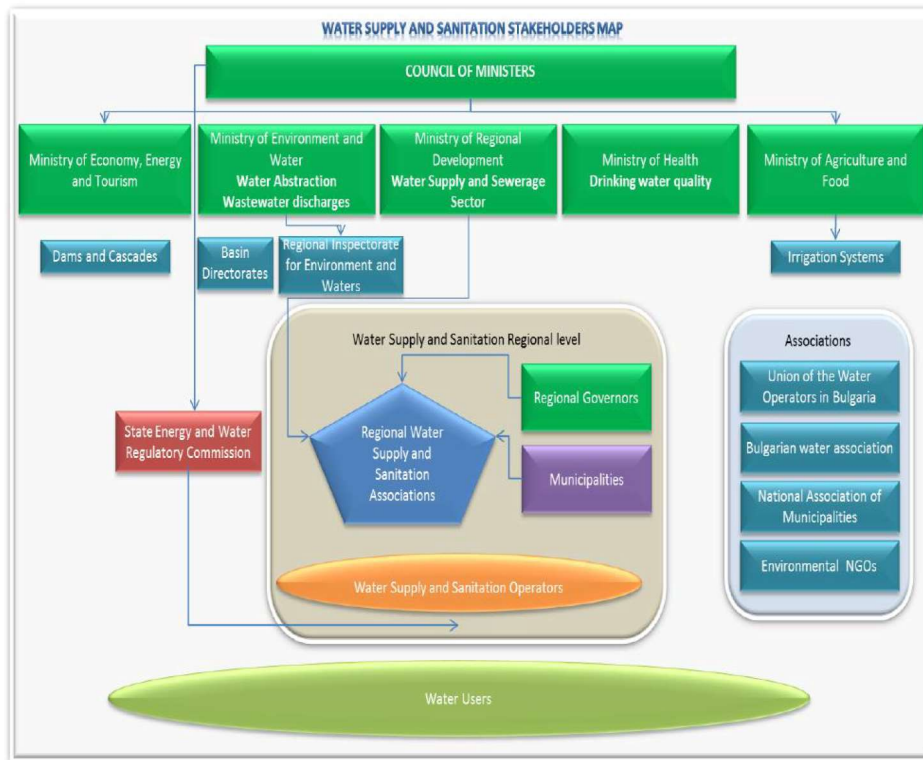 WATER SUPPLY AND SANITATION STAKEHOLDERS MAP
COUNCIL OF MINISTERS
Ministry of Economy, Energy
and Tourism
Ministry of Environment and
Water
Water Abstraction
Wastewater discharges
Ministry of Regional
Development
Water Supply and Sewerage
Sector
Ministry of Health
Drinking water quality
Ministry of Agriculture and
Food
Dams and Cascades
Basin
Directorates
Regional Inspectorate
for Environment and
Waters
Irrigation Systems
Water Supply and Sanitation Regional level
Regional Water
Supply and
Sanitation
Associations
Regional Governors
Municipalities
State Energy and Water
Regulatory Commission
Water Supply and Sanitation Operators
Associations
Union of the Water
Operators in Bulgaria
Bulgarian water association
National Association of
Municipalities
Environmental NGOs
Water Users